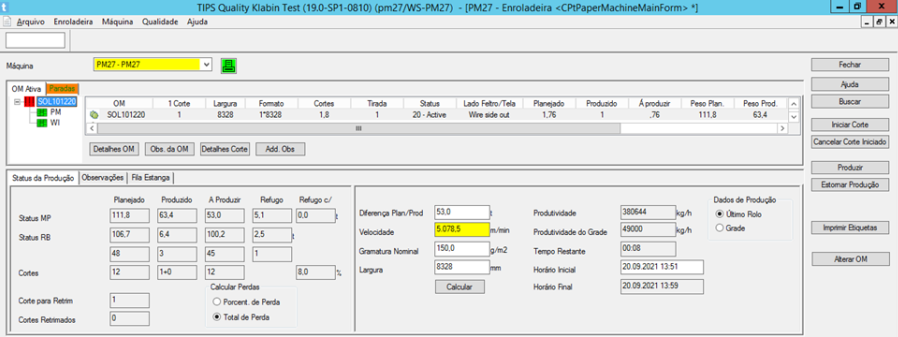 TIPS Quality Klabin Test (19.0-SP1-0810) (pm27/WS-PM27) - [PM27 - Enroladeira <CPtPaperMachineMainForm> *]
Arquivo Enroladeira Máquina Qualidade Ajuda
Máquina PM27 - PM27 Fechar
Ajuda
OM Ativa Paradas Buscar
SOL101220 OM 1 Corte Largura Formato Cortes Tirada Status Lado Feltro/Tela Planejado Produzido Á produzir Peso Plan. Peso Prod.
PM SOL101220 1 8328 1*8328 1,8 1 20 - Active Wire side out 1,76 1 ,76 111,8 63,4
WI Iniciar Corte
Cancelar Corte Iniciado
Detalhes OM Obs. da OM Detalhes Corte Add. Obs
Produzir
Status da Produção Observações Fila Estanga Estornar Produção
Planejado Produzido A Produzir Refugo Refugo c/
Status MP 111,8 63,4 53,0 5,1 0,0 t
Status RB 106,7 6,4 100,2 2,5 t
48 3 45 1
Cortes 12 1+0 12 8,0 %
Corte para Retrim 1
Cortes Retrimados 0
Calcular Perdas
Porcent. de Perda
Total de Perda
Diferença Plan/Prod 53,0 t
Velocidade 5.078,5 m/min
Gramatura Nominal 150,0 g/m2
Largura 8328 mm
Calcular
Produtividade 380644 kg/h
Produtividade do Grade 49000 kg/h
Tempo Restante 00:08
Horário Inicial 20.09.2021 13:51
Horário Final 20.09.2021 13:59
Dados de Produção
Último Rolo
Grade
Imprimir Etiquetas
Alterar OM